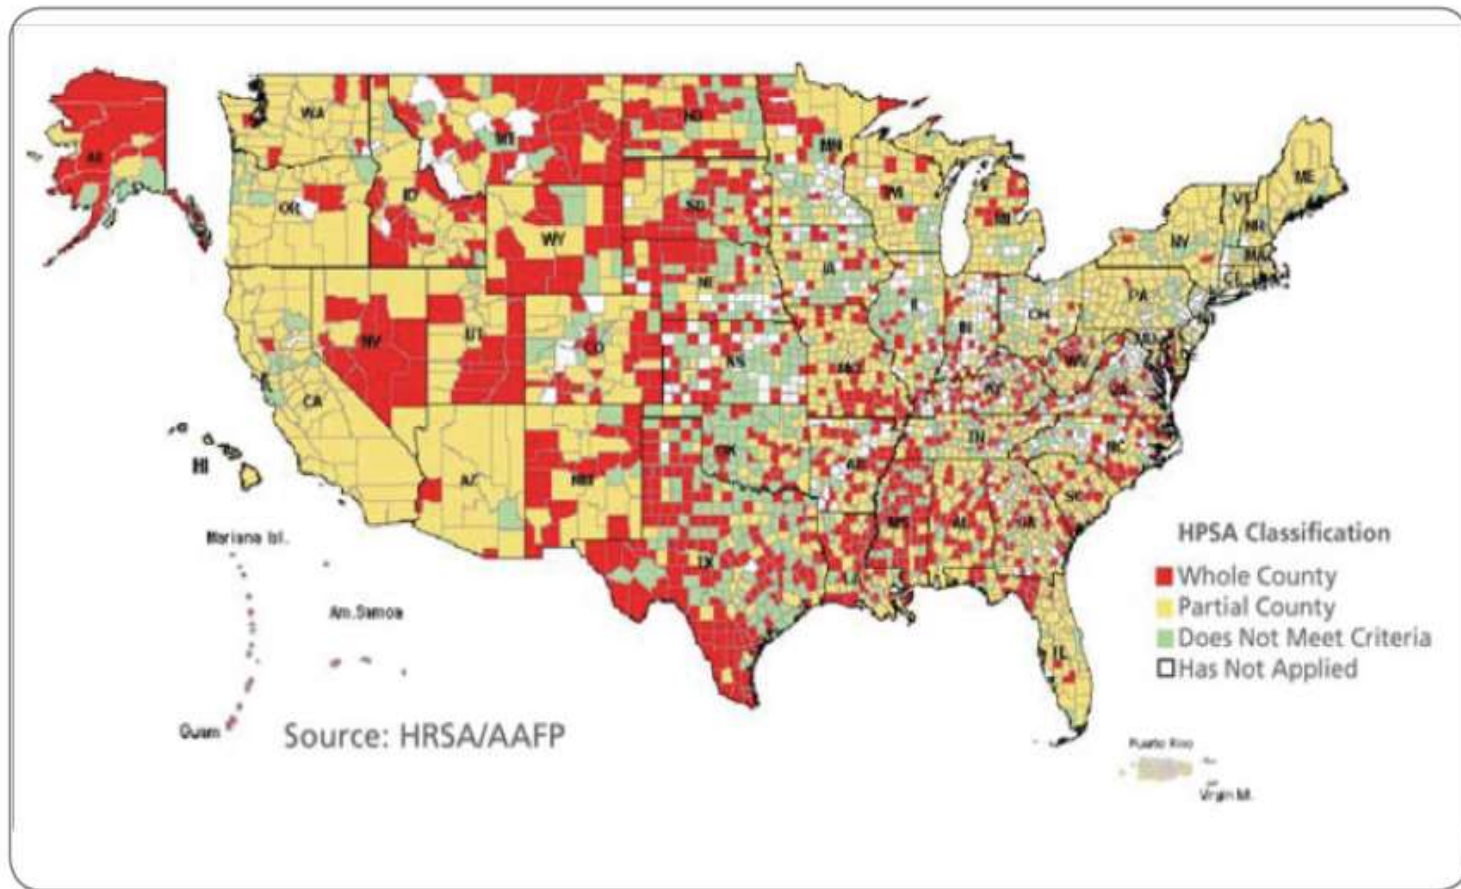 WA
MT
ND
MN
ME
AK
OR
ID
SD
WI
MI
VT
NH
NY
MA
CT
WY
IA
NE
PA
NV
UT
CO
IL
IN
OH
NJ
MD
CA
KS
MO
KY
WV
VA
HI
AZ
NM
OK
AR
TN
NC
SC
MS
AL
GA
TX
LA
FL
Mariana Isl.
Am. Samoa
Guam
HPSA Classification
Whole County
Partial County
Does Not Meet Criteria
Has Not Applied
Source: HRSA/AAFP
Puerto Rico